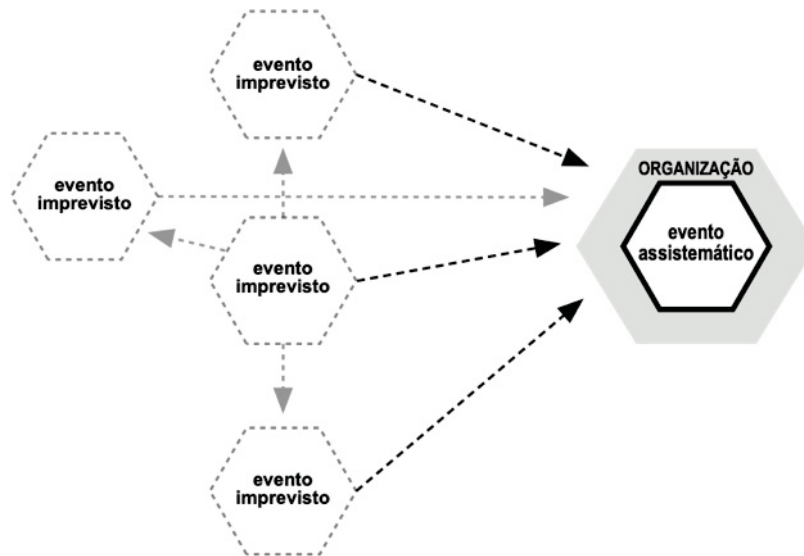 evento
imprevisto
evento
imprevisto
evento
imprevisto
evento
imprevisto
ORGANIZAÇÃO
evento
assistemático